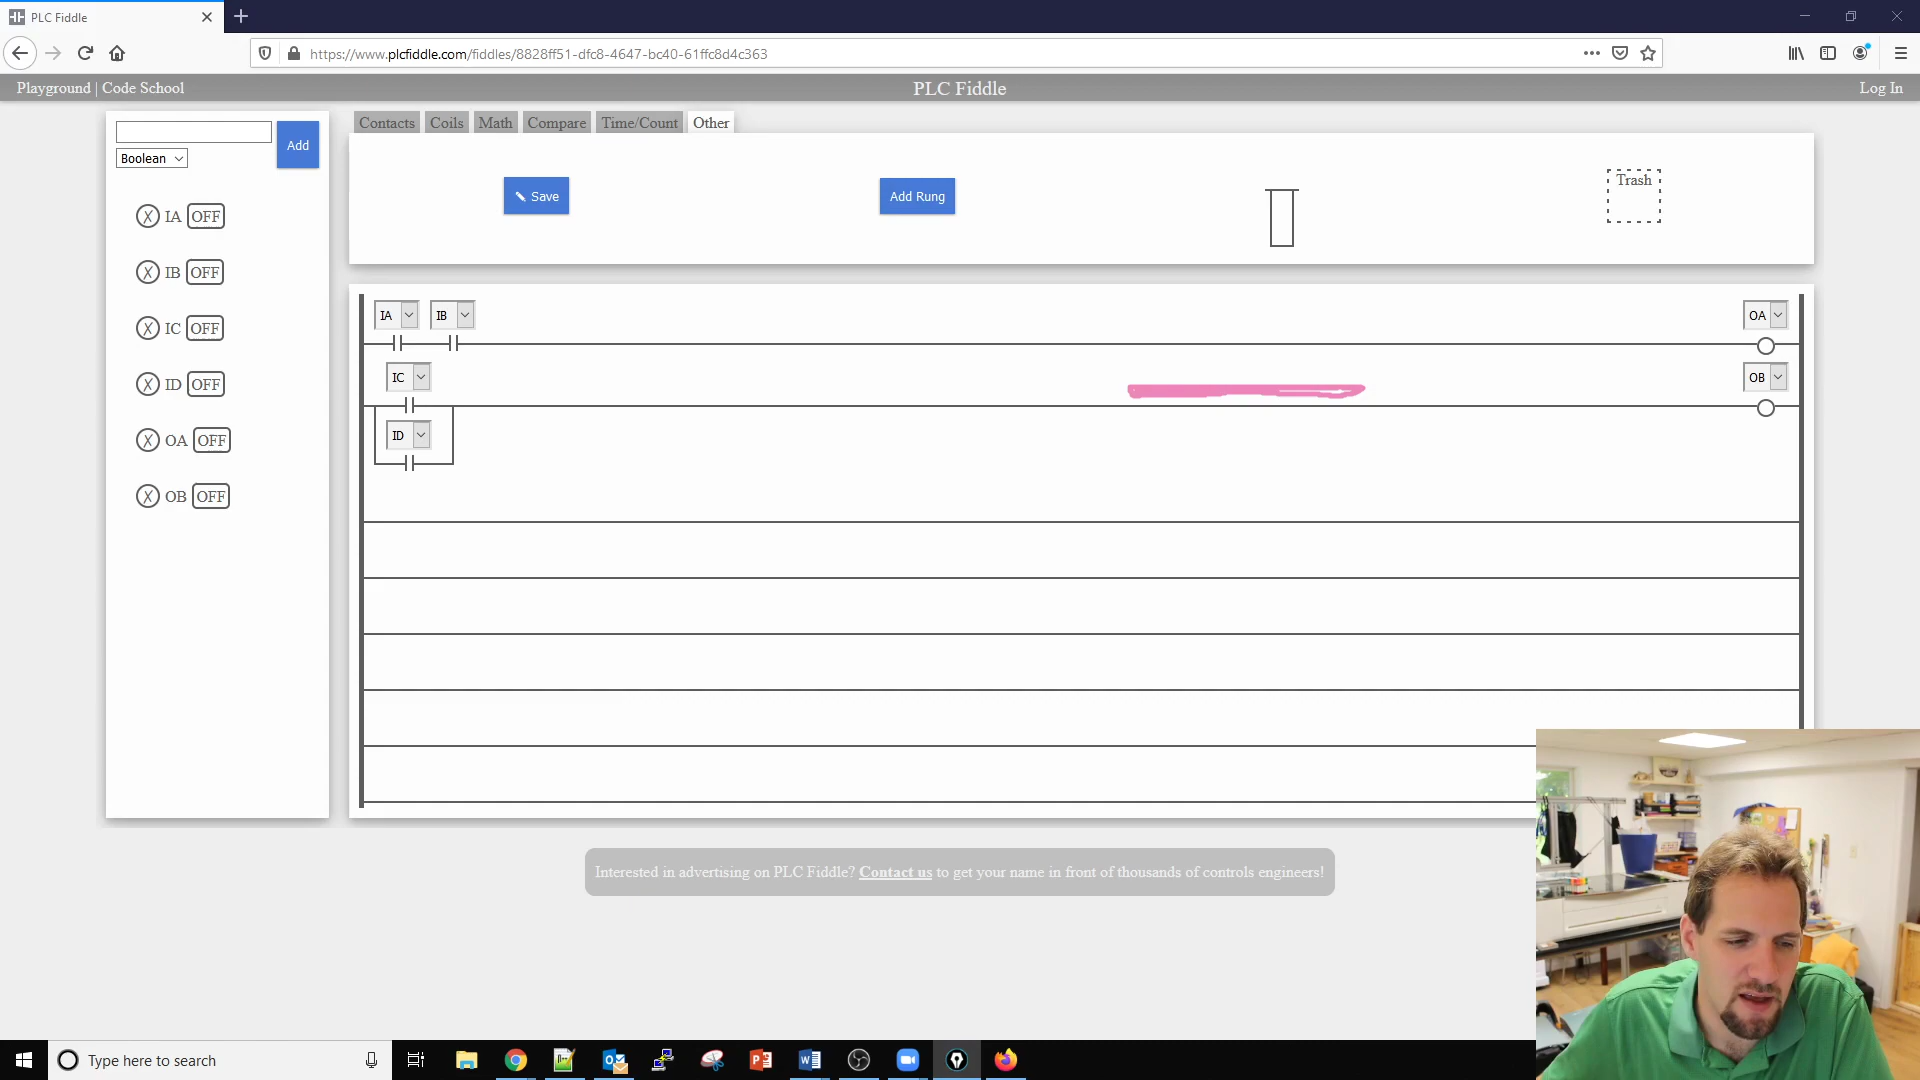 PLC Fiddle
https://www.plcfiddle.com/fiddles/8828ff51-dfc8-4647-bc40-61ffc8d4c363
Playground | Code School
PLC Fiddle
Log In
Add
Boolean
Contacts
Coils
Math
Compare
Time/Count
Other
Save
Add Rung
Trash
X IA OFF
X IB OFF
X IC OFF
X ID OFF
X OA OFF
X OB OFF
IA
IB
OA
IC
OB
ID
Interested in advertising on PLC Fiddle? Contact us to get your name in front of thousands of controls engineers!
Type here to search